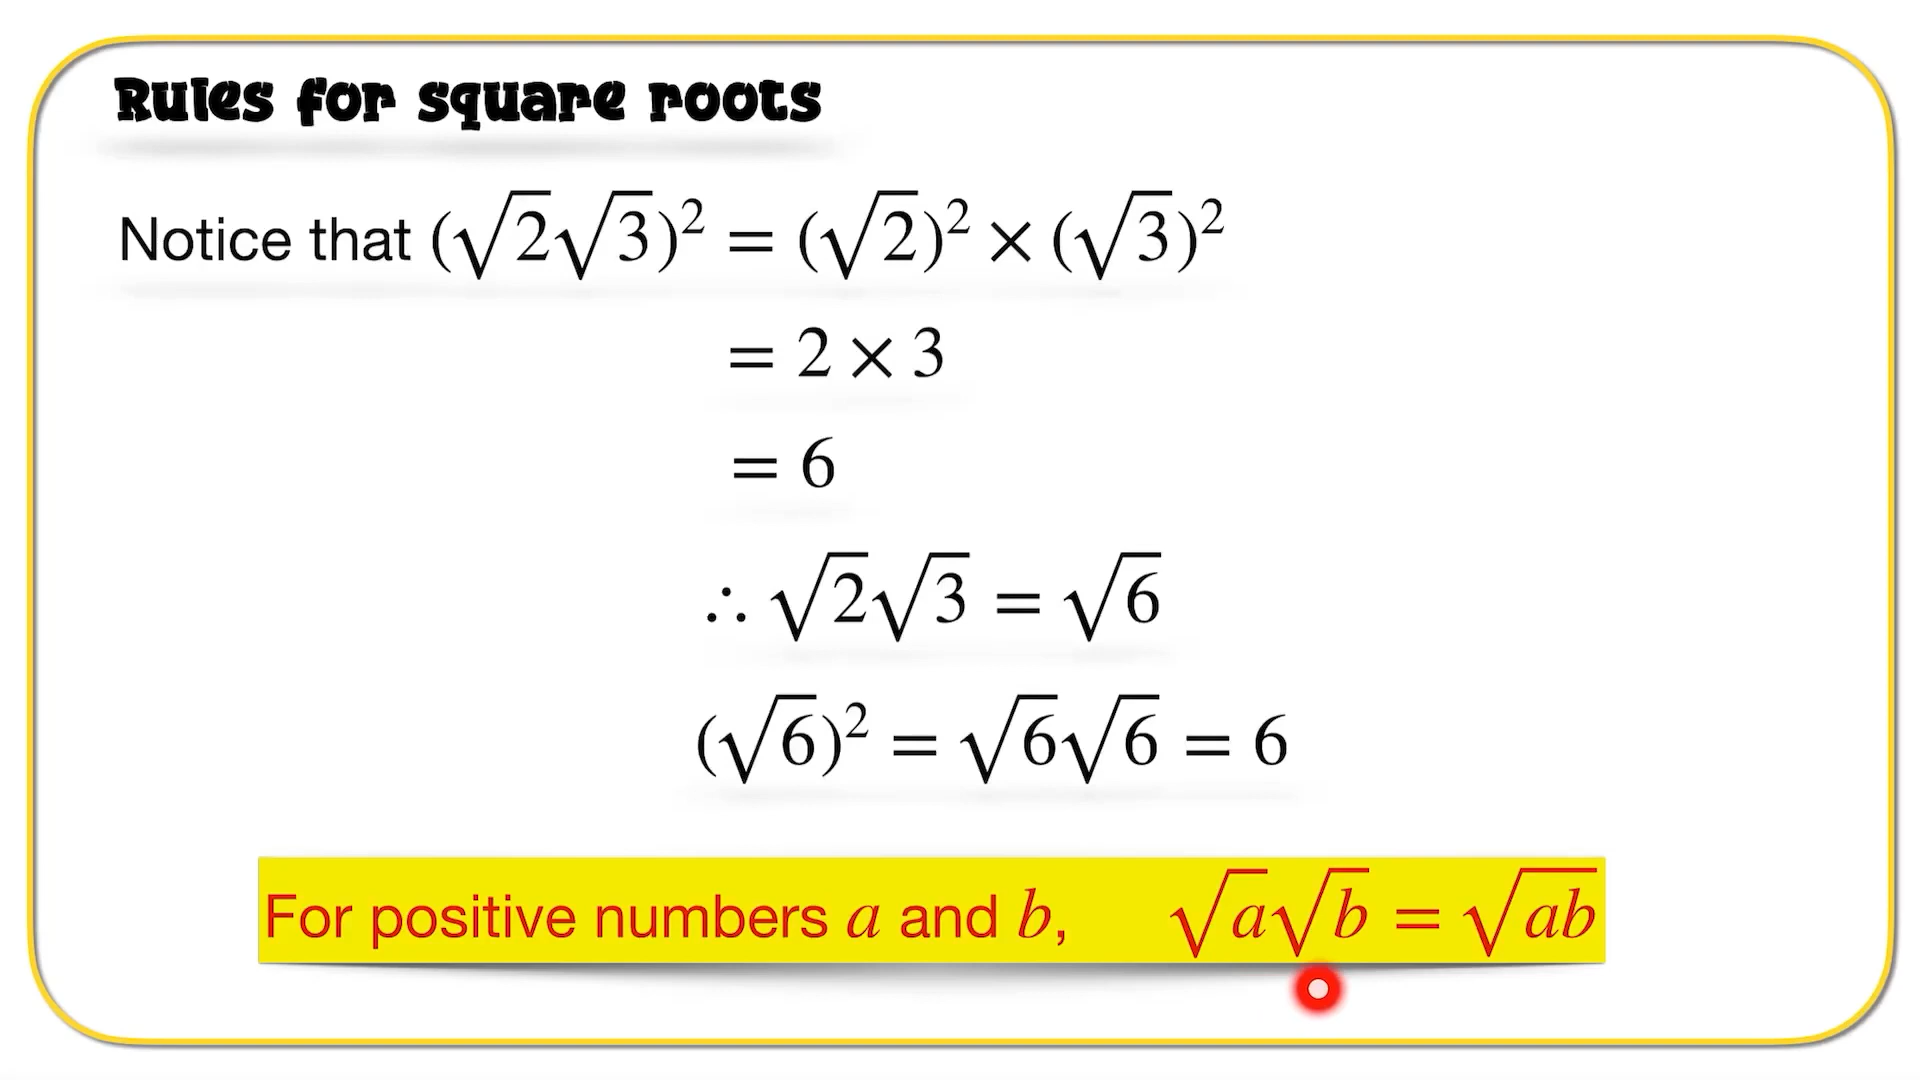 Rules for square roots
Notice that (√2√3)² = (√2)² × (√3)²
= 2 × 3
= 6
∴ √2√3 = √6
(√6)² = √6√6 = 6
For positive numbers a and b, √a√b = √ab